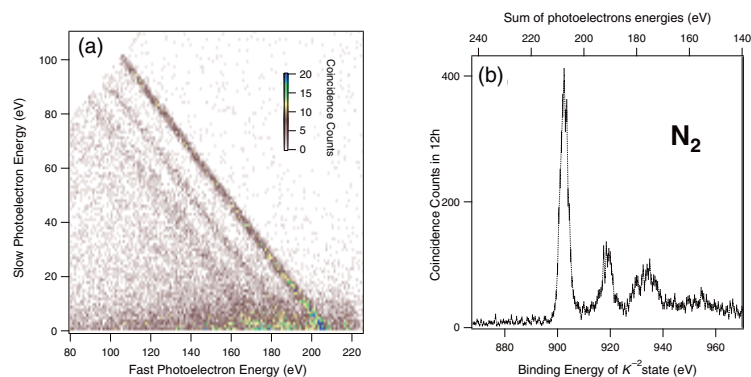 (a)
Slow Photoelectron Energy (eV)
100
80
60
40
20
0
80 100 120 140 160 180 200 220
Fast Photoelectron Energy (eV)
20
15
10
5
0
Coincidence Counts
Sum of photoelectrons energies (eV)
240 220 200 180 160 140
(b)
N2
Coincidence Counts in 12h
400
200
0
880 900 920 940 960
Binding Energy of K⁻² state (eV)